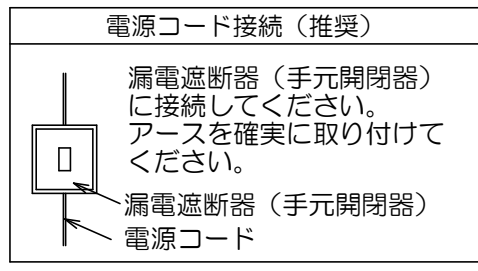 電源コード接続（推奨）
漏電遮断器（手元開閉器）
に接続してください。
アースを確実に取り付けて
ください。
漏電遮断器（手元開閉器）
電源コード